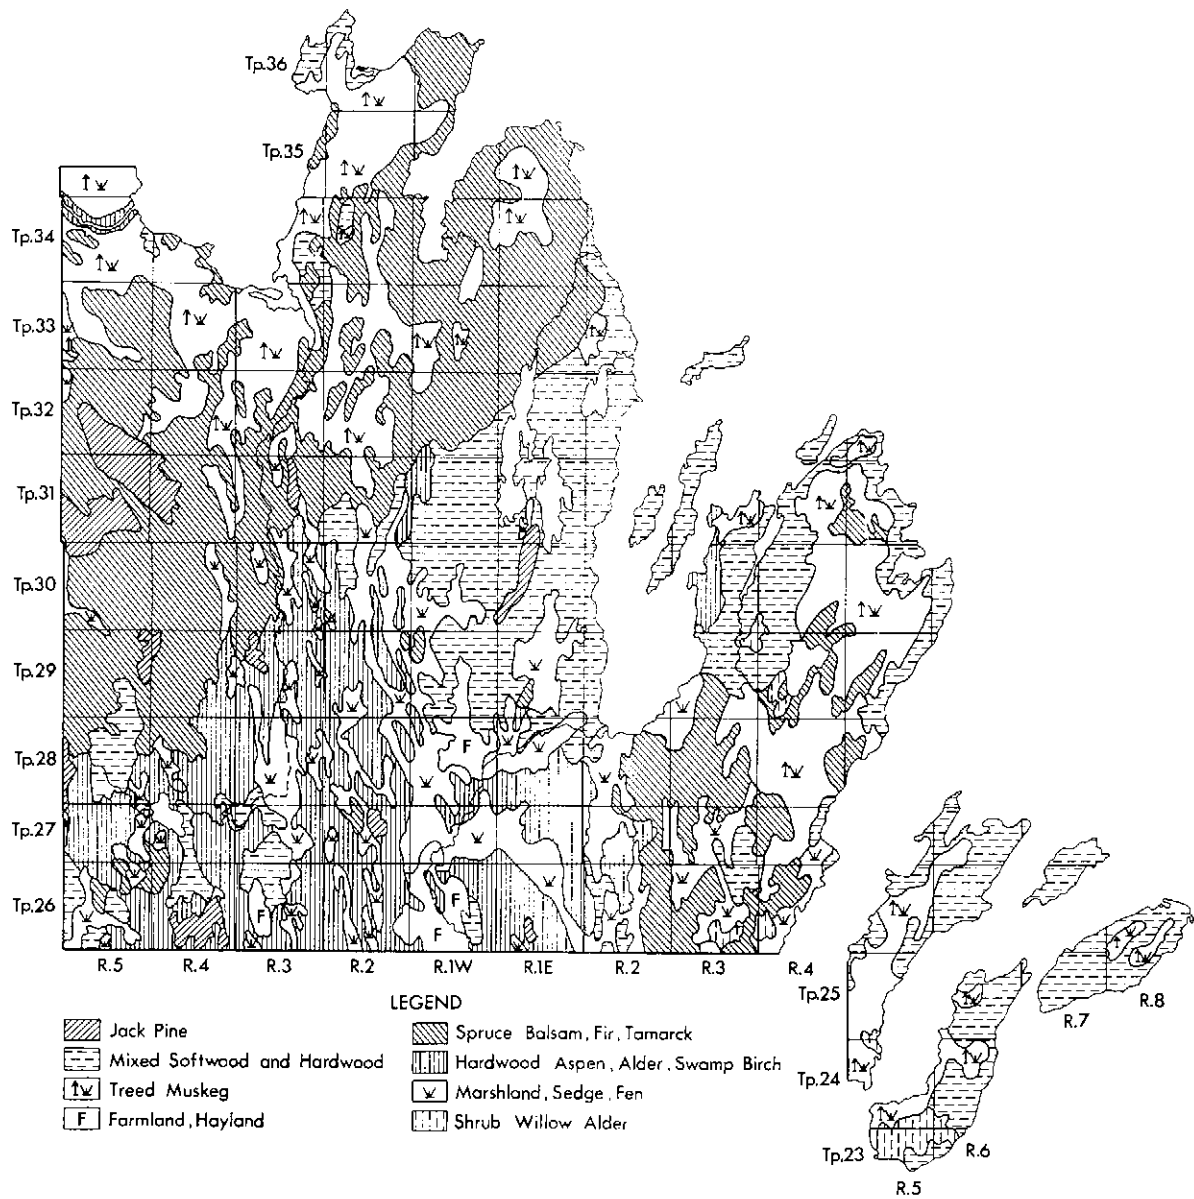 Tp.36
Tp.35
Tp.34
Tp.33
Tp.32
Tp.31
Tp.30
Tp.29
Tp.28
F
Tp.27
Tp.26
F
F
F
R.5 R.4 R.3 R.2 R.1W R.1E R.2 R.3 R.4
Tp.25
R.7
R.8
Tp.24
Tp.23
R.6
R.5
LEGEND
Jack Pine
Mixed Softwood and Hardwood
Treed Muskeg
F Farmland, Hayland
Spruce Balsam, Fir, Tamarck
Hardwood Aspen, Alder, Swamp Birch
Marshland, Sedge, Fen
Shrub Willow Alder